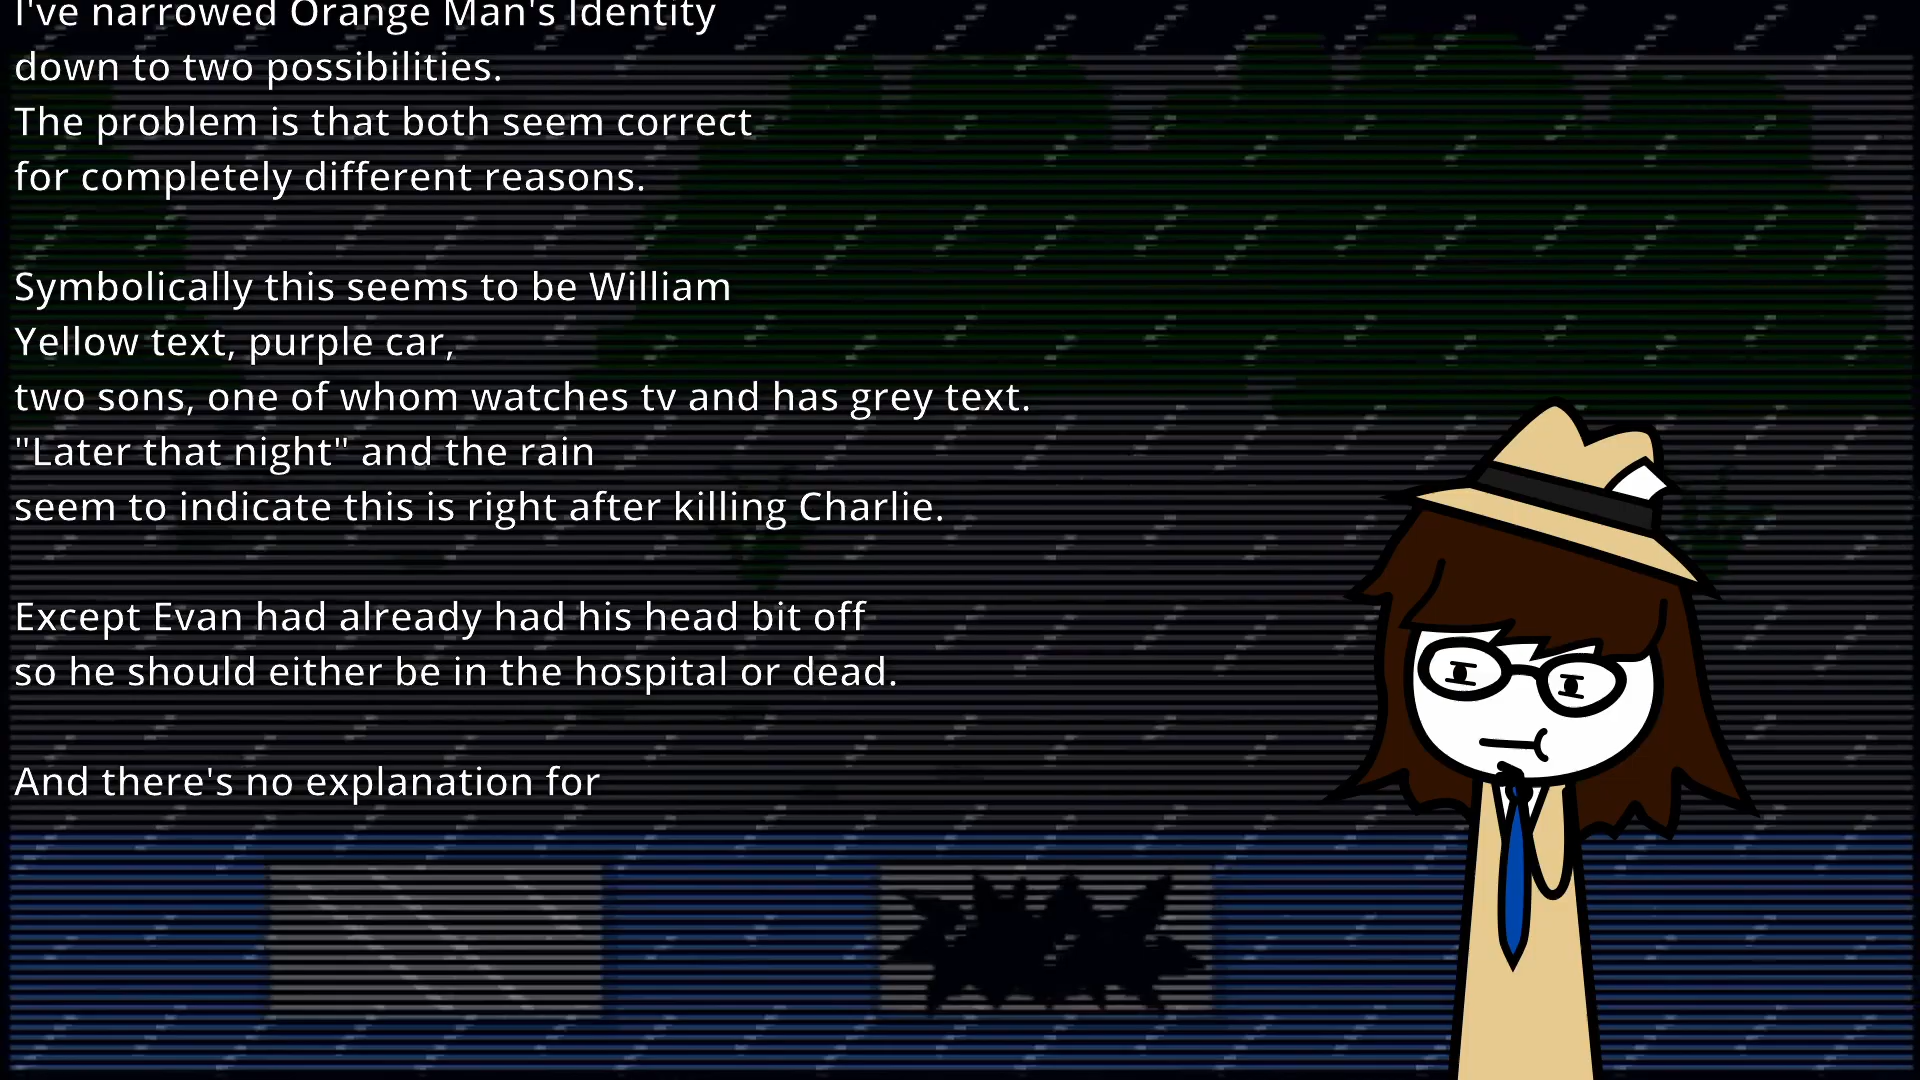 I've narrowed Orange Man's Identity
down to two possibilities.
The problem is that both seem correct
for completely different reasons.
Symbolically this seems to be William
Yellow text, purple car,
two sons, one of whom watches tv and has grey text.
"Later that night" and the rain
seem to indicate this is right after killing Charlie.
Except Evan had already had his head bit off
so he should either be in the hospital or dead.
And there's no explanation for